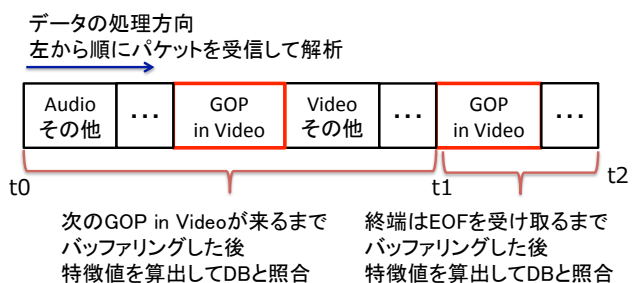 データの処理方向
左から順にパケットを受信して解析
Audio
その他
...
GOP
in Video
Video
その他
...
GOP
in Video
...
t0
t1
t2
次のGOP in Videoが来るまで
バッファリングした後
特徴値を算出してDBと照合
終端はEOFを受け取るまで
バッファリングした後
特徴値を算出してDBと照合